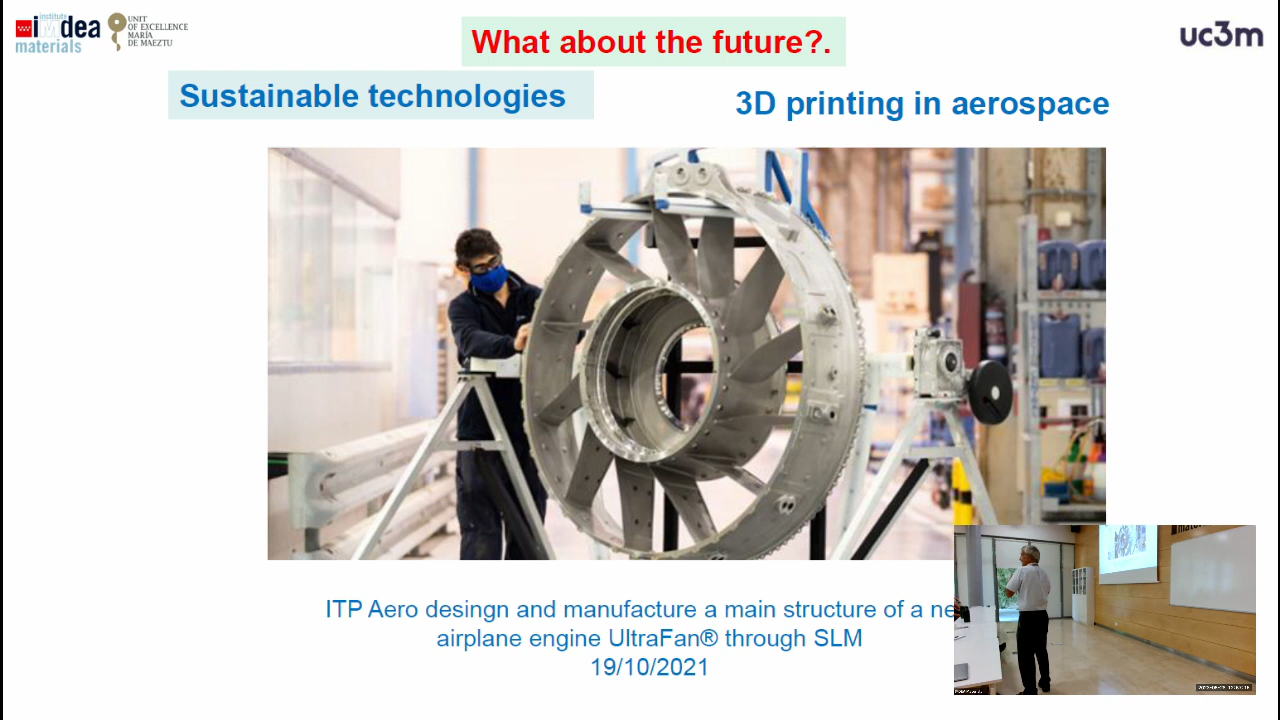 instituto
iMdea
materials
UNIT
OF EXCELLENCE
MARÍA
DE MAEZTU
What about the future?.
uc3m
Sustainable technologies
3D printing in aerospace
ITP Aero desingn and manufacture a main structure of a ne
airplane engine UltraFan® through SLM
19/10/2021